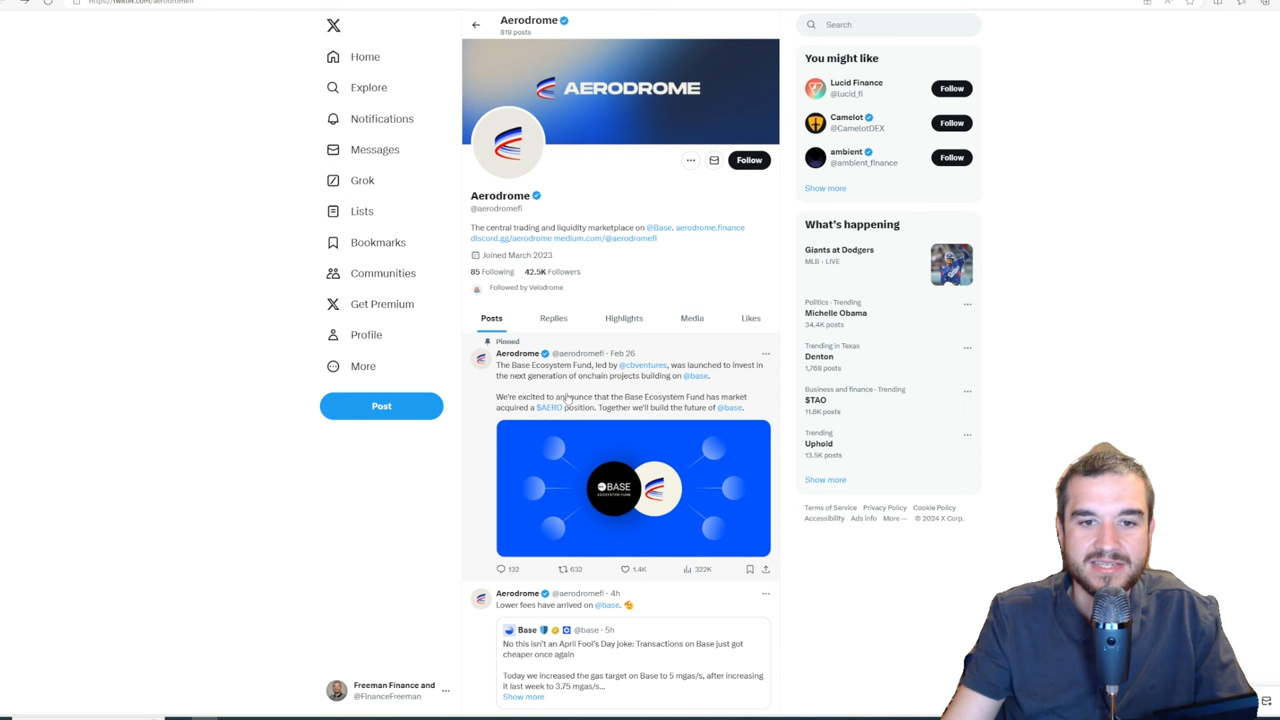 https://twitter.com/aerodromefi
Home
Explore
Notifications
Messages
Grok
Lists
Bookmarks
Communities
Get Premium
Profile
More
Post
Freeman Finance and
@FinanceFreeman
Aerodrome
819 posts
AERODROME
Follow
Aerodrome
@aerodromefi
The central trading and liquidity marketplace on @Base. aerodrome.finance
discord.gg/aerodrome medium.com/@aerodromefi
Joined March 2023
85 Following 42.5K Followers
Followed by Velodrome
Posts Replies Highlights Media Likes
Pinned
Aerodrome @aerodromefi · Feb 26
The Base Ecosystem Fund, led by @cbventures, was launched to invest in
the next generation of onchain projects building on @base.
We're excited to announce that the Base Ecosystem Fund has market
acquired a $AERO position. Together we'll build the future of @base.
BASE
ECOSYSTEM FUND
132 632 1.4K 322K
Aerodrome @aerodromefi · 4h
Lower fees have arrived on @base.
Base @base · 5h
No this isn't an April Fool's Day joke: Transactions on Base just got
cheaper once again
Today we increased the gas target on Base to 5 mgas/s, after increasing
it last week to 3.75 mgas/s...
Show more
Search
You might like
Lucid Finance
@lucid_fi
Follow
Camelot
@CamelotDEX
Follow
ambient
@ambient_finance
Follow
Show more
What's happening
Giants at Dodgers
MLB · LIVE
Politics · Trending
Michelle Obama
34.4K posts
Trending in Texas
Denton
1,768 posts
Business and finance · Trending
$TAO
11.6K posts
Trending
Uphold
13.5K posts
Show more
Terms of Service Privacy Policy Cookie Policy
Accessibility Ads info More ··· © 2024 X Corp.